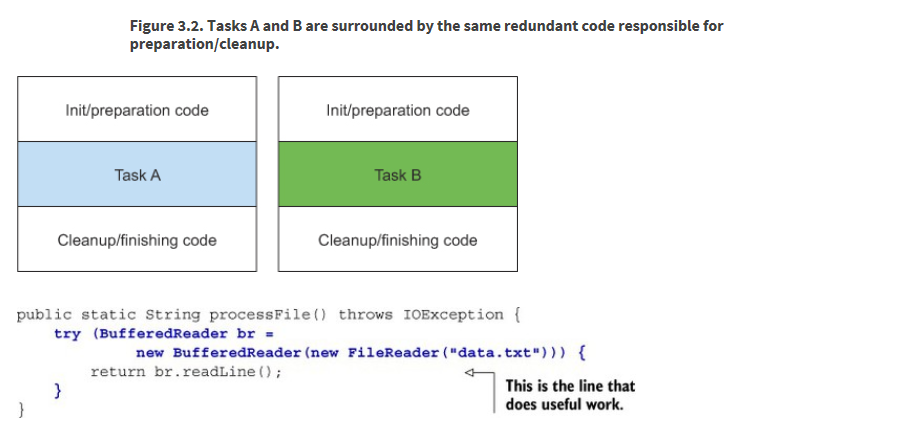 Figure 3.2. Tasks A and B are surrounded by the same redundant code responsible for
preparation/cleanup.
Init/preparation code
Init/preparation code
Task A
Task B
Cleanup/finishing code
Cleanup/finishing code
public static String processFile() throws IOException {
    try (BufferedReader br =
            new BufferedReader(new FileReader("data.txt"))) {
        return br.readLine();
    }
}
This is the line that
does useful work.